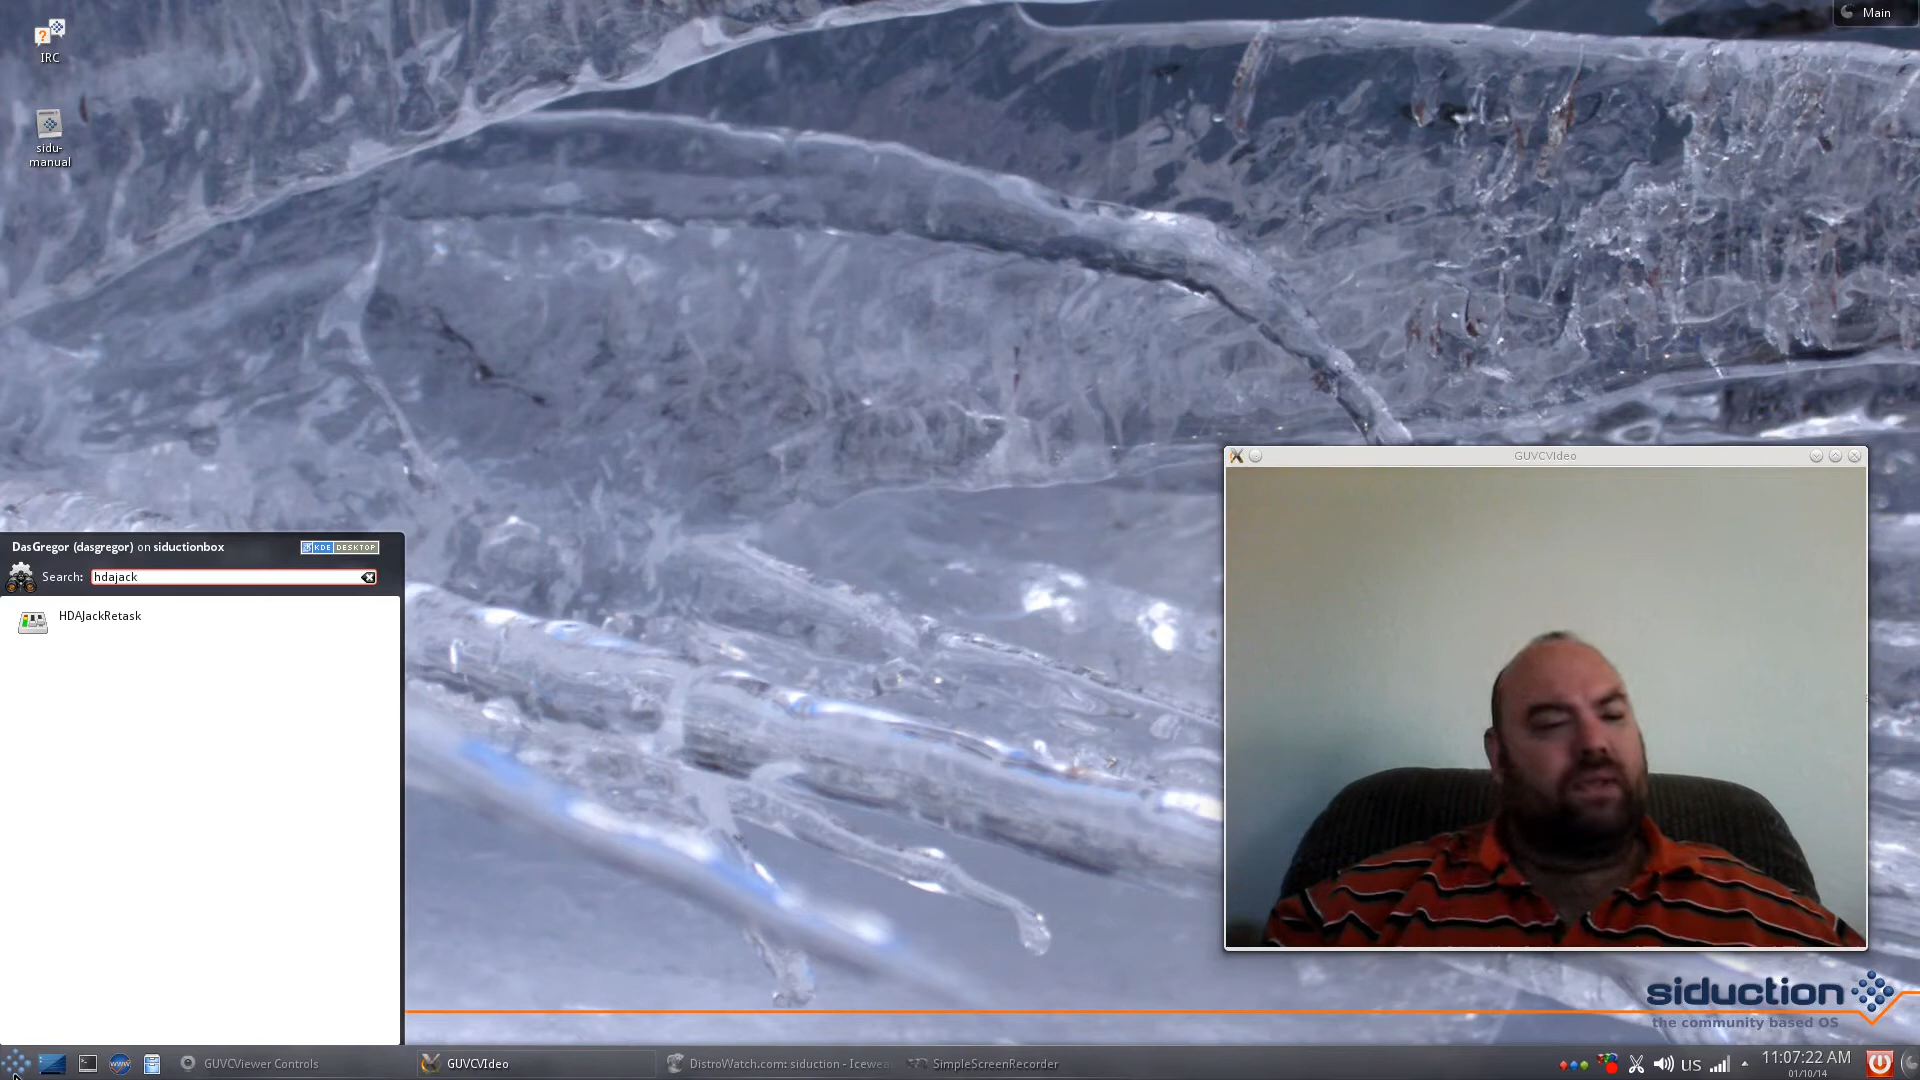 Main
IRC
sidu-
manual
GUVCVIdeo
DasGregor (dasgregor) on siductionbox
KDE DESKTOP
Search: hdajack
HDAJackRetask
siduction
the community based OS
GUVCViewer Controls
GUVCVIdeo
DistroWatch.com: siduction - Icewea
SimpleScreenRecorder
US
11:07:22 AM
01/10/14